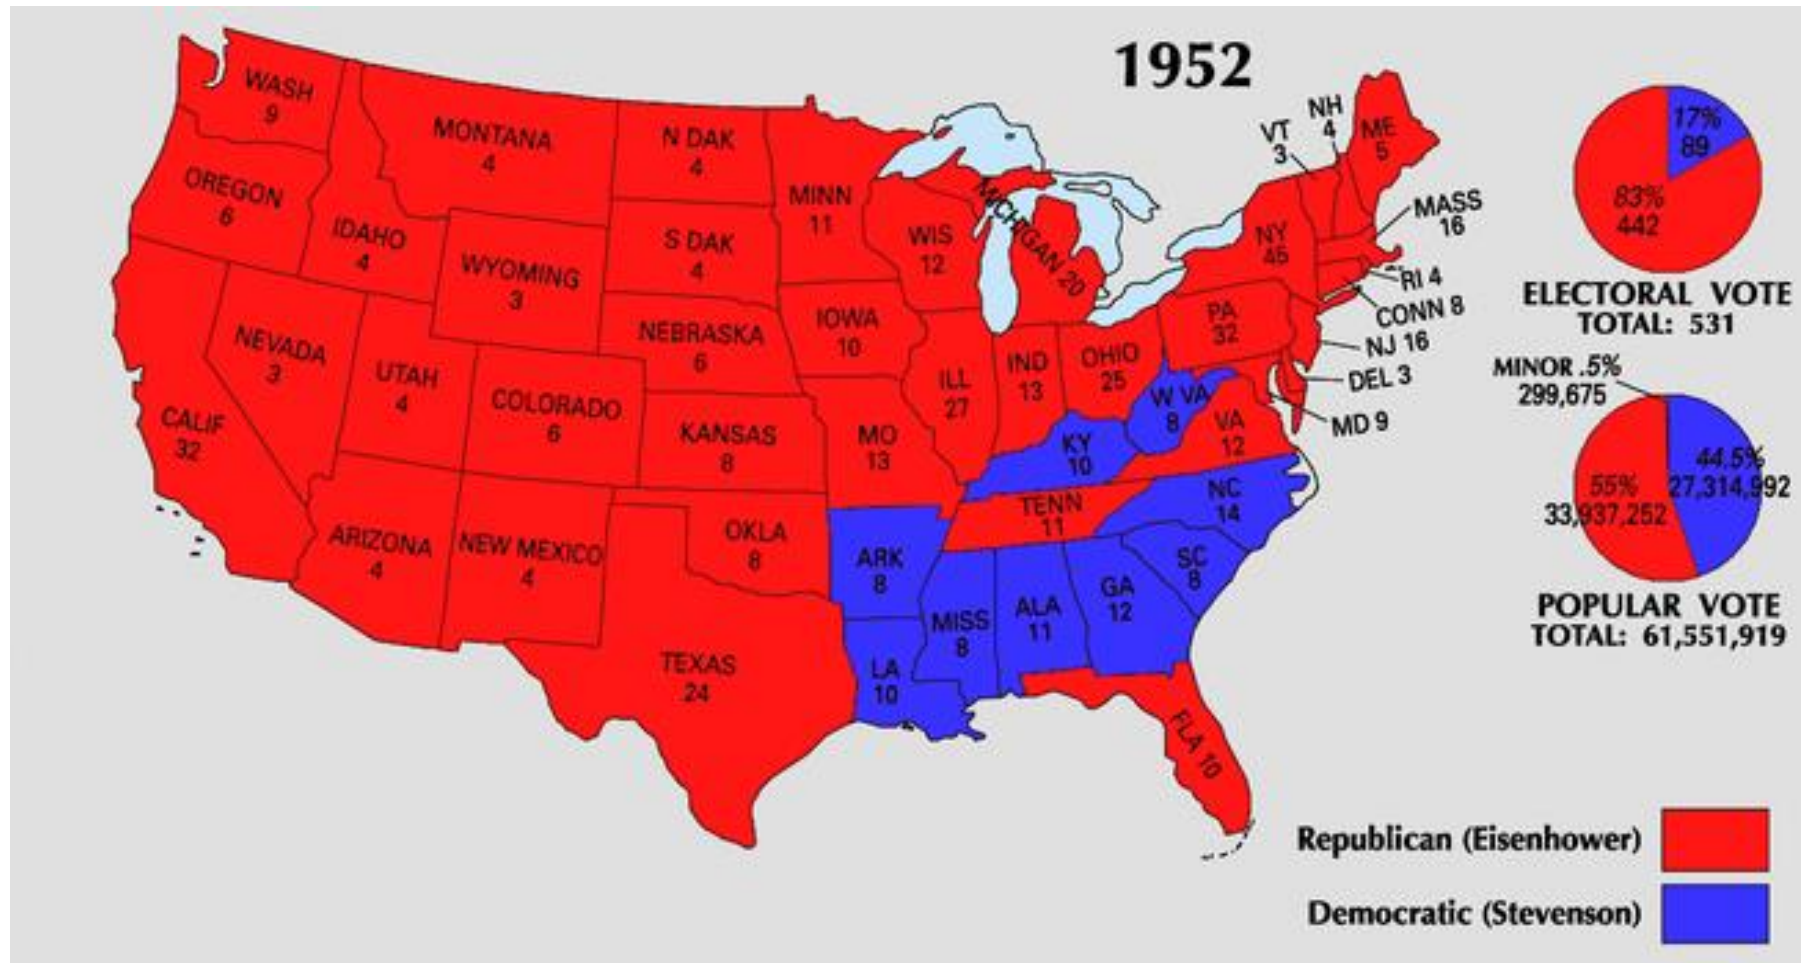 1952
WASH
9
OREGON
6
CALIF
32
NEVADA
3
IDAHO
4
MONTANA
4
WYOMING
3
UTAH
4
COLORADO
6
ARIZONA
4
NEW MEXICO
4
N DAK
4
S DAK
4
NEBRASKA
6
KANSAS
8
OKLA
8
TEXAS
24
MINN
11
IOWA
10
MO
13
ARK
8
LA
10
WIS
12
ILL
27
MICHIGAN 20
IND
13
OHIO
25
KY
10
TENN
11
MISS
8
ALA
11
GA
12
FLA 10
SC
8
NC
14
VA
12
W VA
8
PA
32
NY
45
VT
3
NH
4
ME
5
MASS
16
RI 4
CONN 8
NJ 16
DEL 3
MD 9
17%
89
83%
442
ELECTORAL VOTE
TOTAL: 531
MINOR .5%
299,675
44.5%
27,314,992
55%
33,937,252
POPULAR VOTE
TOTAL: 61,551,919
Republican (Eisenhower)
Democratic (Stevenson)